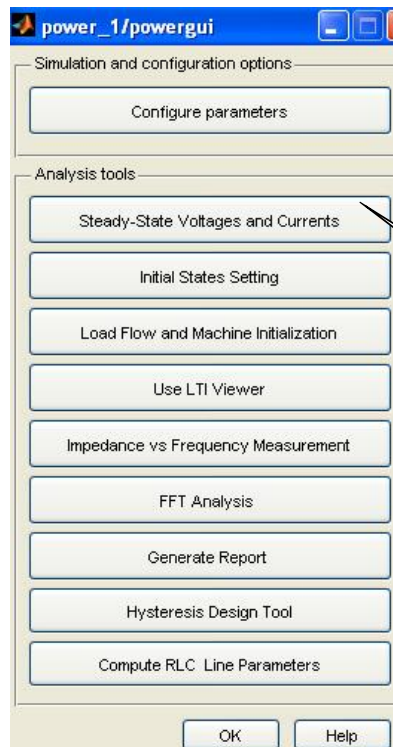 power_1/powergui
Simulation and configuration options
Configure parameters
Analysis tools
Steady-State Voltages and Currents
Initial States Setting
Load Flow and Machine Initialization
Use LTI Viewer
Impedance vs Frequency Measurement
FFT Analysis
Generate Report
Hysteresis Design Tool
Compute RLC Line Parameters
OK Help